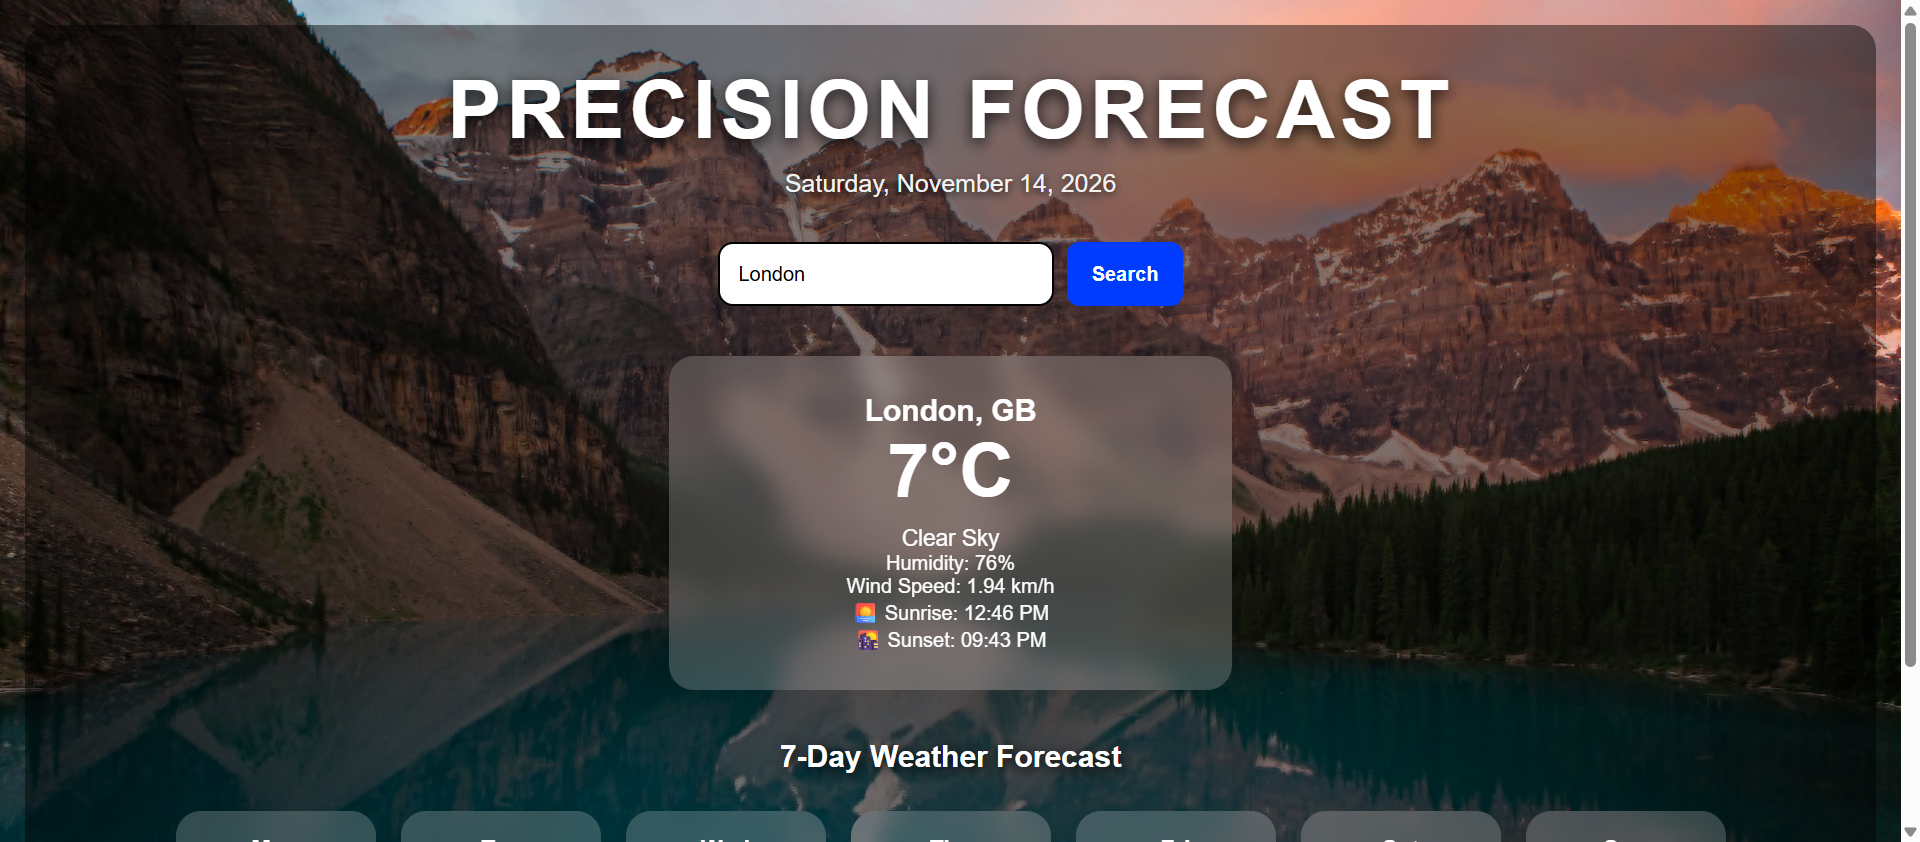 PRECISION FORECAST
Saturday, November 14, 2026
London
Search
London, GB
7°C
Clear Sky
Humidity: 76%
Wind Speed: 1.94 km/h
Sunrise: 12:46 PM
Sunset: 09:43 PM
7-Day Weather Forecast